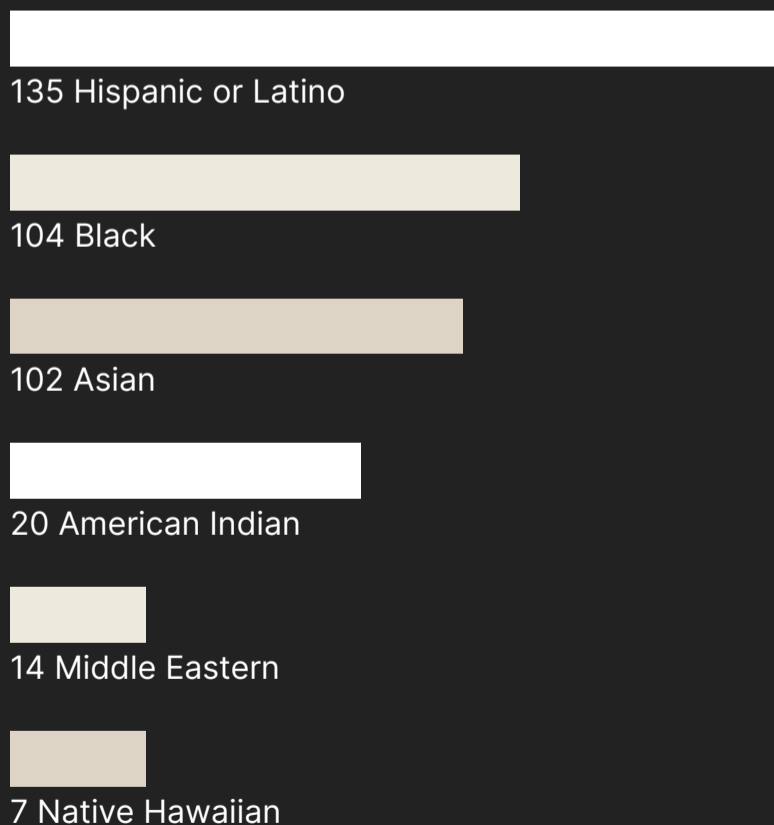 135 Hispanic or Latino
104 Black
102 Asian
20 American Indian
14 Middle Eastern
7 Native Hawaiian